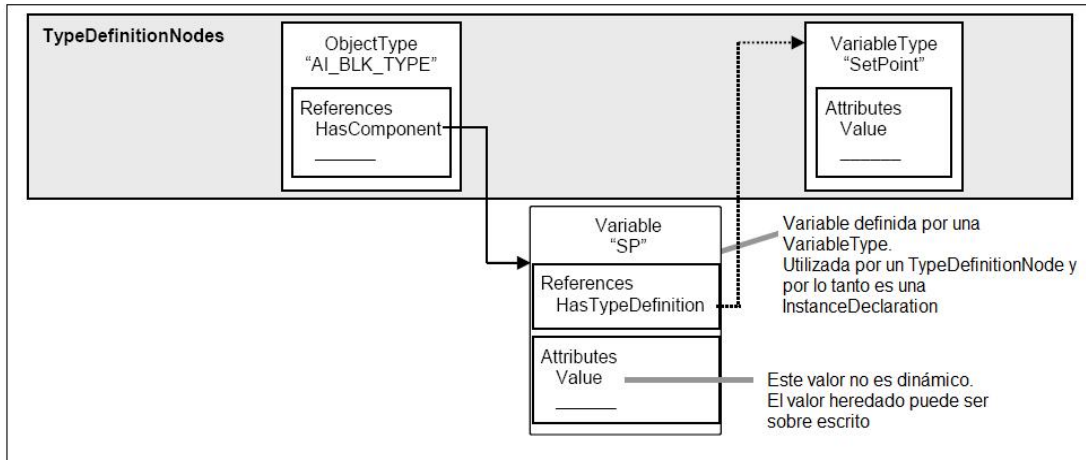 TypeDefinitionNodes
ObjectType
“AI_BLK_TYPE”
References
HasComponent
VariableType
“SetPoint”
Attributes
Value
Variable
“SP”
References
HasTypeDefinition
Attributes
Value
Variable definida por una
VariableType.
Utilizada por un TypeDefinitionNode y
por lo tanto es una
InstanceDeclaration
Este valor no es dinámico.
El valor heredado puede ser
sobre escrito